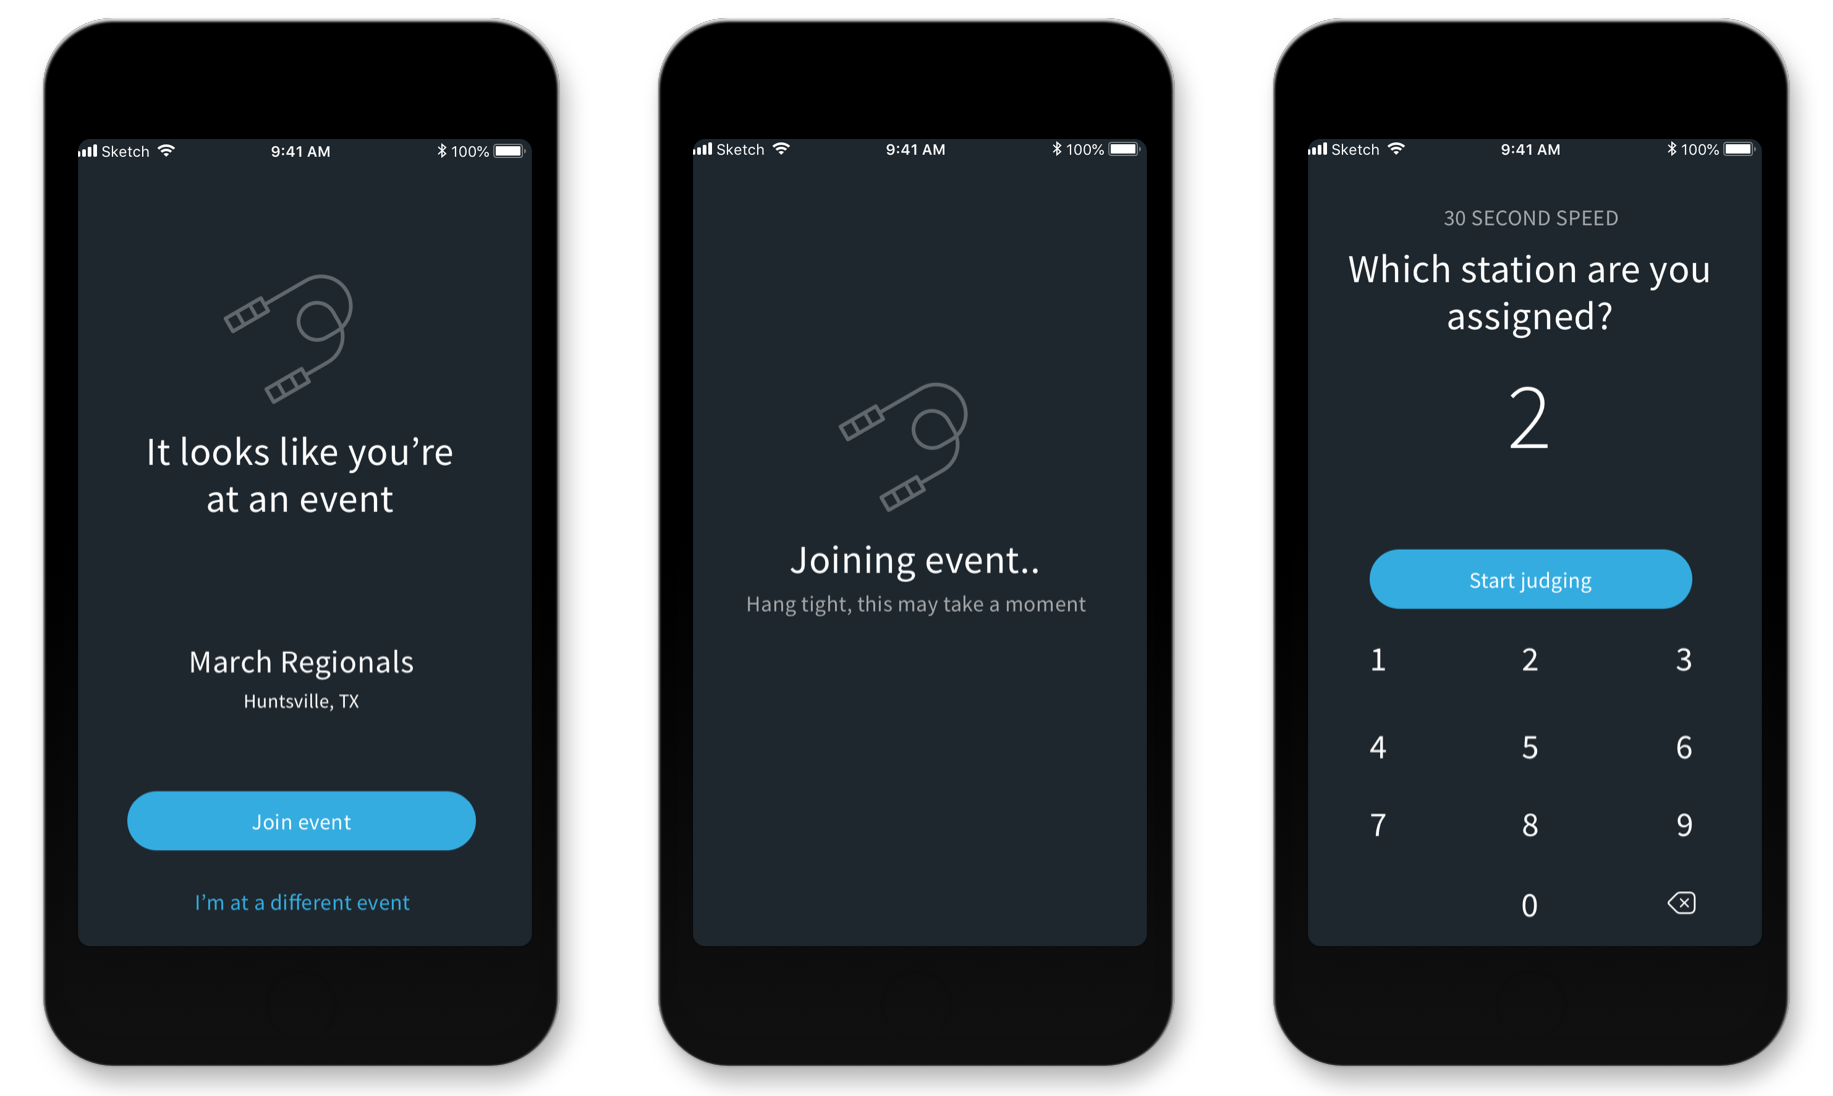 Sketch 9:41 AM 100%
It looks like you’re
at an event
March Regionals
Huntsville, TX
Join event
I’m at a different event
Sketch 9:41 AM 100%
Joining event..
Hang tight, this may take a moment
Sketch 9:41 AM 100%
30 SECOND SPEED
Which station are you
assigned?
2
Start judging
1 2 3
4 5 6
7 8 9
0